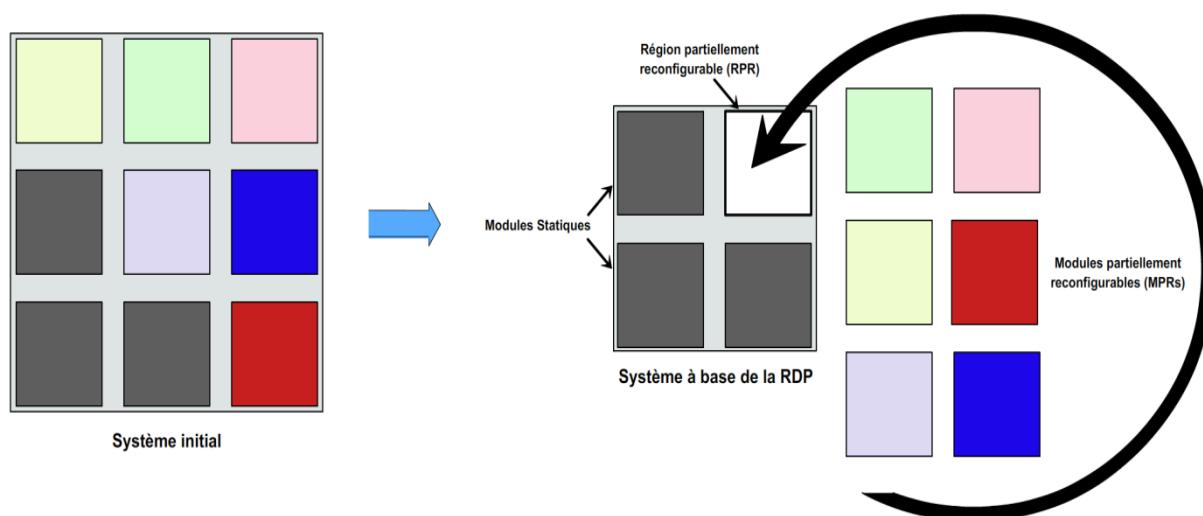 Région partiellement
reconfigurable (RPR)
Modules Statiques
Modules partiellement
reconfigurables (MPRs)
Système à base de la RDP
Système initial